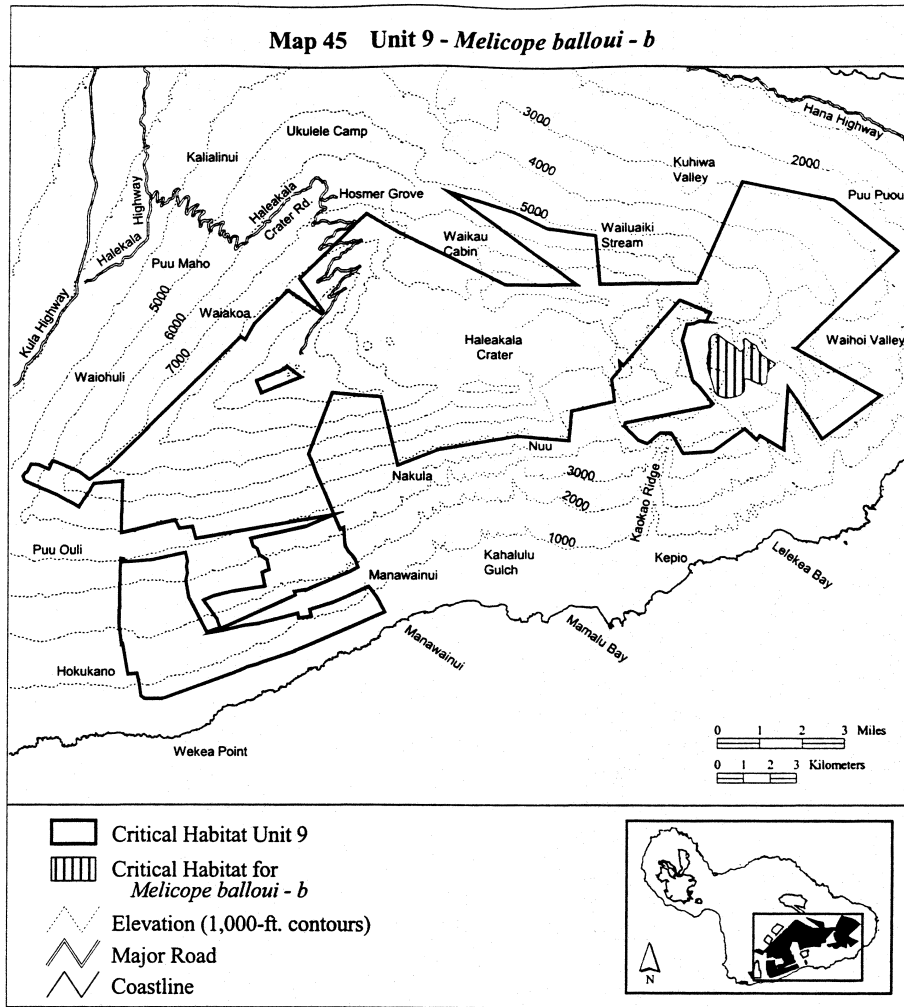 Map 45 Unit 9 - Melicope balloui - b
Hana Highway
3000
Ukulele Camp
Kalialinui
4000
Kuhiwa
Valley
2000
Halekala
Highway
Haleakala
Crater Rd.
Hosmer Grove
Puu Puou
5000
Waikau
Cabin
Wailuaiki
Stream
Puu Maho
5000
6000
7000
Waiakoa
Kula Highway
Haleakala
Crater
Waihoi Valley
Waiohuli
Nuu
Nakula
3000
2000
1000
Kaokao Ridge
Puu Ouli
Kahalulu
Gulch
Kepio
Lelekea Bay
Manawainui
Mamalu Bay
Manawainui
Hokukano
Wekea Point
0 1 2 3 Miles
0 1 2 3 Kilometers
Critical Habitat Unit 9
Critical Habitat for
Melicope balloui - b
Elevation (1,000-ft. contours)
Major Road
Coastline
N